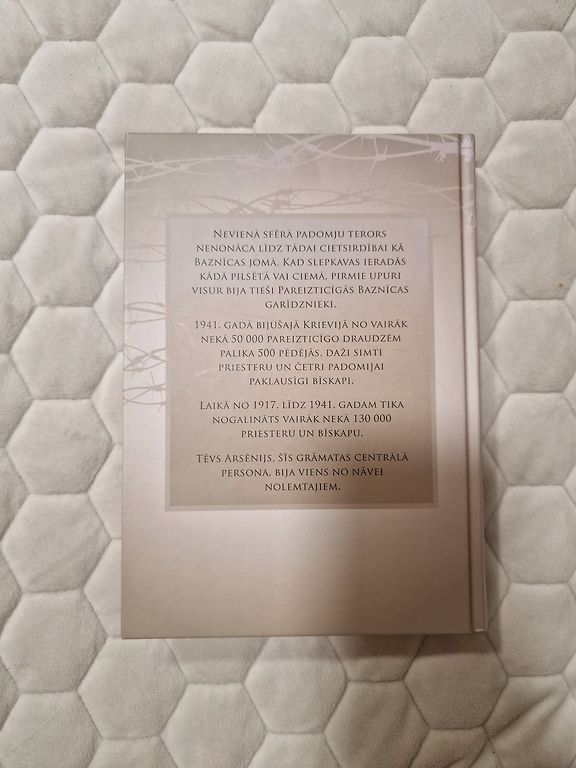 NEVIENĀ SFĒRĀ PADOMJU TERORS
NENONĀCA LĪDZ TĀDAI CIETSIRDĪBAI KĀ
BAZNĪCAS JOMĀ. KAD SLEPKAVAS IERADĀS
KĀDĀ PILSĒTĀ VAI CIEMĀ, PIRMIE UPURI
VISUR BIJA TIEŠI PAREIZTICĪGĀS BAZNĪCAS
GARĪDZNIEKI.
1941. GADĀ BIJUŠAJĀ KRIEVIJĀ NO VAIRĀK
NEKĀ 50 000 PAREIZTICĪGO DRAUDZĒM
PALIKA 500 PĒDĒJĀS, DAŽI SIMTI
PRIESTERU UN ČETRI PADOMIJAI
PAKLAUSĪGI BĪSKAPI.
LAIKĀ NO 1917. LĪDZ 1941. GADAM TIKA
NOGALINĀTS VAIRĀK NEKĀ 130 000
PRIESTERU UN BĪSKAPU.
TĒVS ARSĒNIJS, ŠĪS GRĀMATAS CENTRĀLĀ
PERSONA, BIJA VIENS NO NĀVEI
NOLEMTAJIEM.